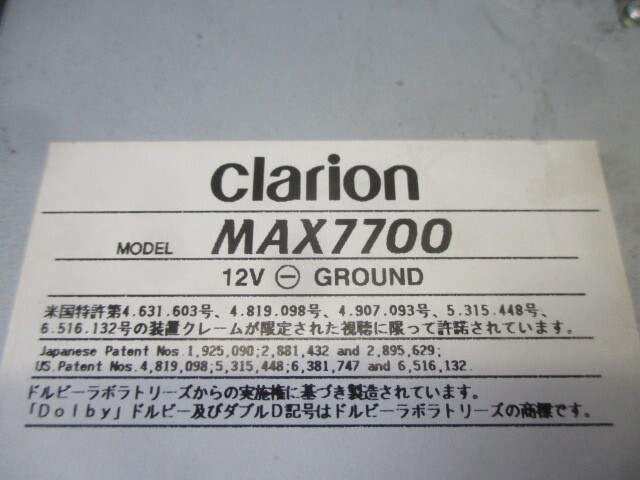 clarion
MODEL MAX7700
12V ⊖ GROUND
米国特許第4.631.603号、4.819.098号、4.907.093号、5.315.448号、
6.516.132号の装置クレームが限定された視聴に限って許諾されています。
Japanese Patent Nos.1,925,090;2,881,432 and 2,895,629;
US.Patent Nos.4,819,098;5,315,448;6,381,747 and 6,516,132.
ドルビーラボラトリーズからの実施権に基づき製造されています。
「Dolby」ドルビー及びダブルD記号はドルビーラボラトリーズの商標です。